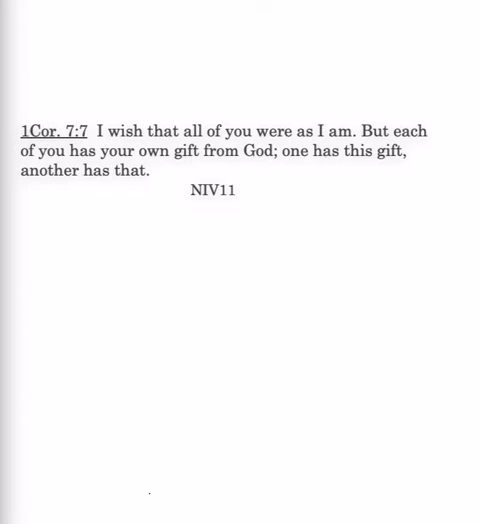 1Cor. 7:7 I wish that all of you were as I am. But each
of you has your own gift from God; one has this gift,
another has that.
NIV11